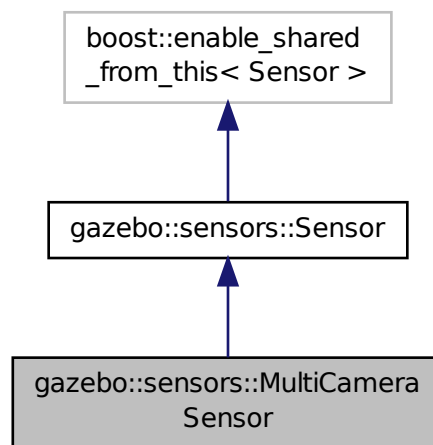 boost::enable_shared
_from_this< Sensor >
gazebo::sensors::Sensor
gazebo::sensors::MultiCamera
Sensor